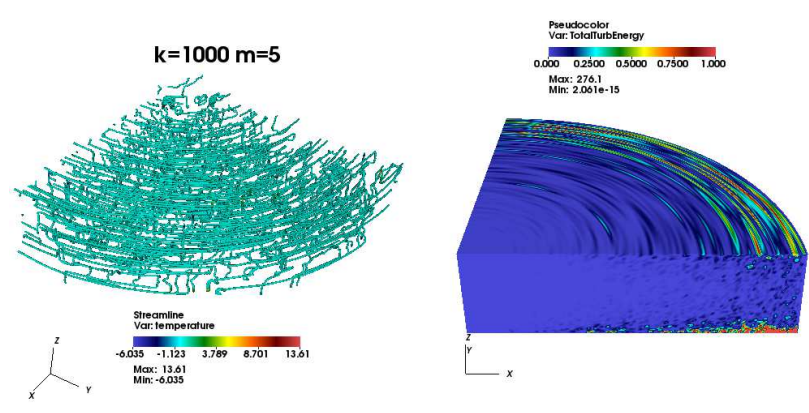 k=1000 m=5
Streamline
Var: temperature
-6.035 -1.123 3.789 8.701 13.61
Max: 13.61
Min: -6.035
Z
X
Y
Pseudocolor
Var: TotalTurbEnergy
0.000 0.2500 0.5000 0.7500 1.000
Max: 276.1
Min: 2.061e-15
Z
Y
X